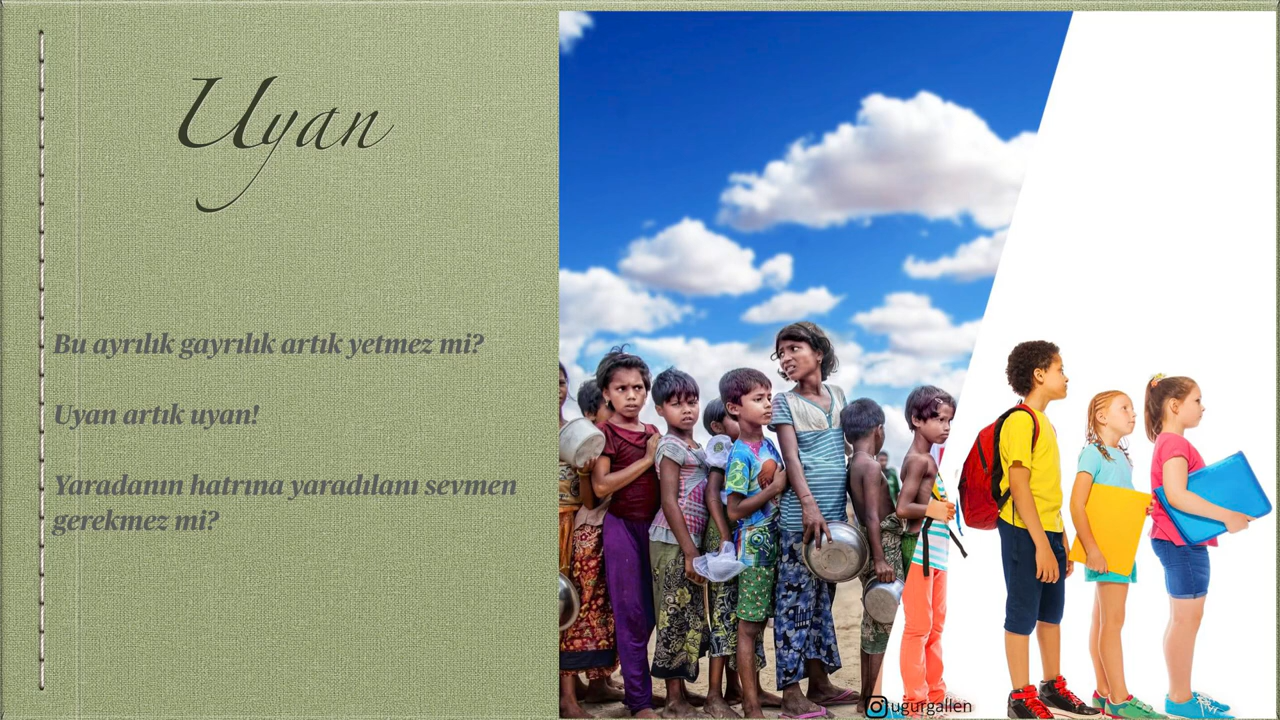 Uyan
Bu ayrılık gayrılık artık yetmez mi?
Uyan artık uyan!
Yaradanın hatrına yaradılanı sevmen
gerekmez mi?
ugurgallen